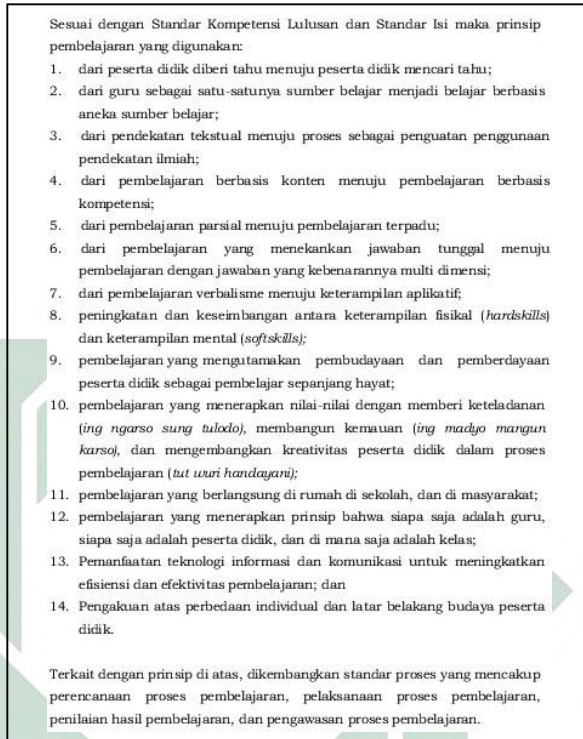 Sesuai dengan Standar Kompetensi Lulusan dan Standar Isi maka prinsip
pembelajaran yang digunakan:
1. dari peserta didik diberi tahu menuju peserta didik mencari tahu;
2. dari guru sebagai satu-satunya sumber belajar menjadi belajar berbasis
aneka sumber belajar;
3. dari pendekatan tekstual menuju proses sebagai penguatan penggunaan
pendekatan ilmiah;
4. dari pembelajaran berbasis konten menuju pembelajaran berbasis
kompetensi;
5. dari pembelajaran parsial menuju pembelajaran terpadu;
6. dari pembelajaran yang menekankan jawaban tunggal menuju
pembelajaran dengan jawaban yang kebenarannya multi dimensi;
7. dari pembelajaran verbalisme menuju keterampilan aplikatif;
8. peningkatan dan keseimbangan antara keterampilan fisikal (hardskills)
dan keterampilan mental (softskills);
9. pembelajaran yang mengutamakan pembudayaan dan pemberdayaan
peserta didik sebagai pembelajar sepanjang hayat;
10. pembelajaran yang menerapkan nilai-nilai dengan memberi keteladanan
(ing ngarso sung tulodo), membangun kemauan (ing madyo mangun
karso), dan mengembangkan kreativitas peserta didik dalam proses
pembelajaran (tut wuri handayani);
11. pembelajaran yang berlangsung di rumah di sekolah, dan di masyarakat;
12. pembelajaran yang menerapkan prinsip bahwa siapa saja adalah guru,
siapa saja adalah peserta didik, dan di mana saja adalah kelas;
13. Pemanfaatan teknologi informasi dan komunikasi untuk meningkatkan
efisiensi dan efektivitas pembelajaran; dan
14. Pengakuan atas perbedaan individual dan latar belakang budaya peserta
didik.
Terkait dengan prinsip di atas, dikembangkan standar proses yang mencakup
perencanaan proses pembelajaran, pelaksanaan proses pembelajaran,
penilaian hasil pembelajaran, dan pengawasan proses pembelajaran.